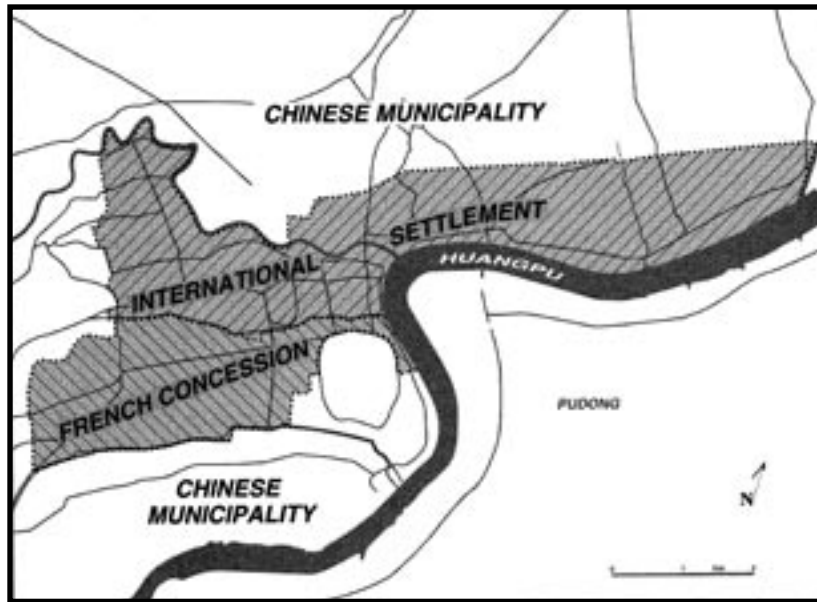 CHINESE MUNICIPALITY
SETTLEMENT
HUANGPU
INTERNATIONAL
FRENCH CONCESSION
PUDONG
CHINESE
MUNICIPALITY
N